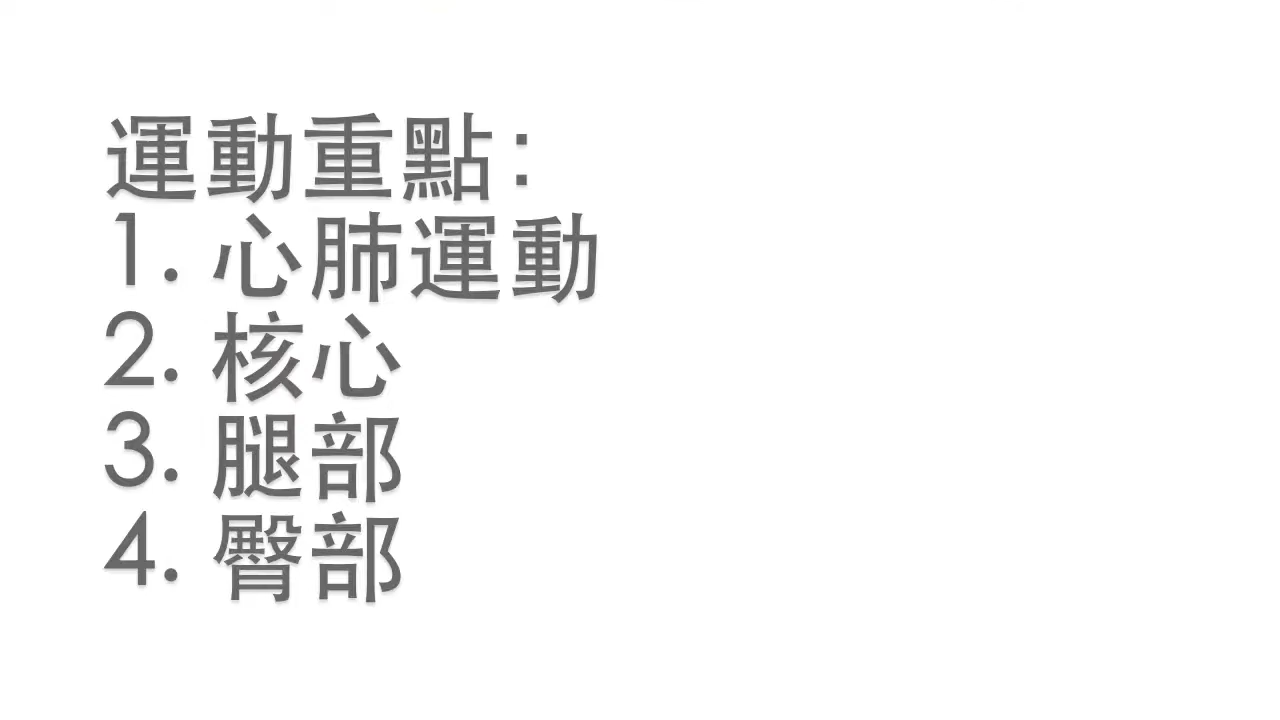 運動重點：
1. 心肺運動
2. 核心
3. 腿部
4. 臀部